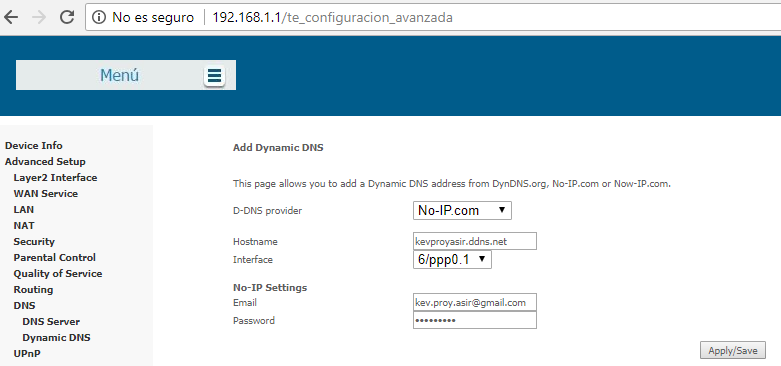 No es seguro | 192.168.1.1/te_configuracion_avanzada
Menú
Device Info
Advanced Setup
Layer2 Interface
WAN Service
LAN
NAT
Security
Parental Control
Quality of Service
Routing
DNS
DNS Server
Dynamic DNS
UPnP
Add Dynamic DNS
This page allows you to add a Dynamic DNS address from DynDNS.org, No-IP.com or Now-IP.com.
D-DNS provider No-IP.com
Hostname kevproyasir.ddns.net
Interface 6/ppp0.1
No-IP Settings
Email kev.proy.asir@gmail.com
Password •••••••••
Apply/Save